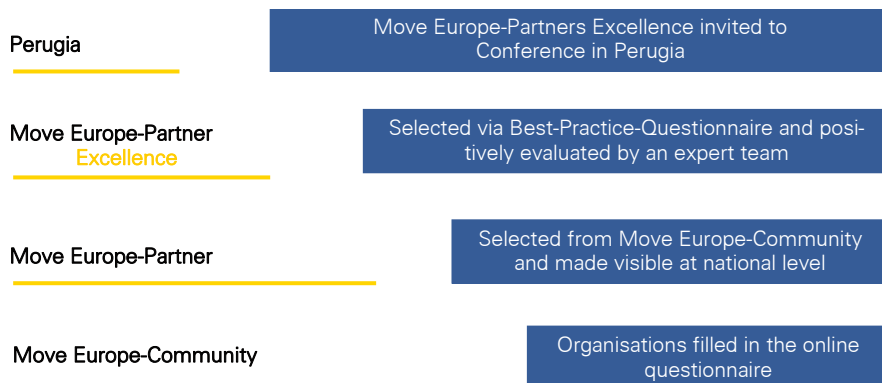 Perugia
Move Europe-Partners Excellence invited to
Conference in Perugia
Move Europe-Partner
Excellence
Selected via Best-Practice-Questionnaire and posi-
tively evaluated by an expert team
Move Europe-Partner
Selected from Move Europe-Community
and made visible at national level
Move Europe-Community
Organisations filled in the online
questionnaire